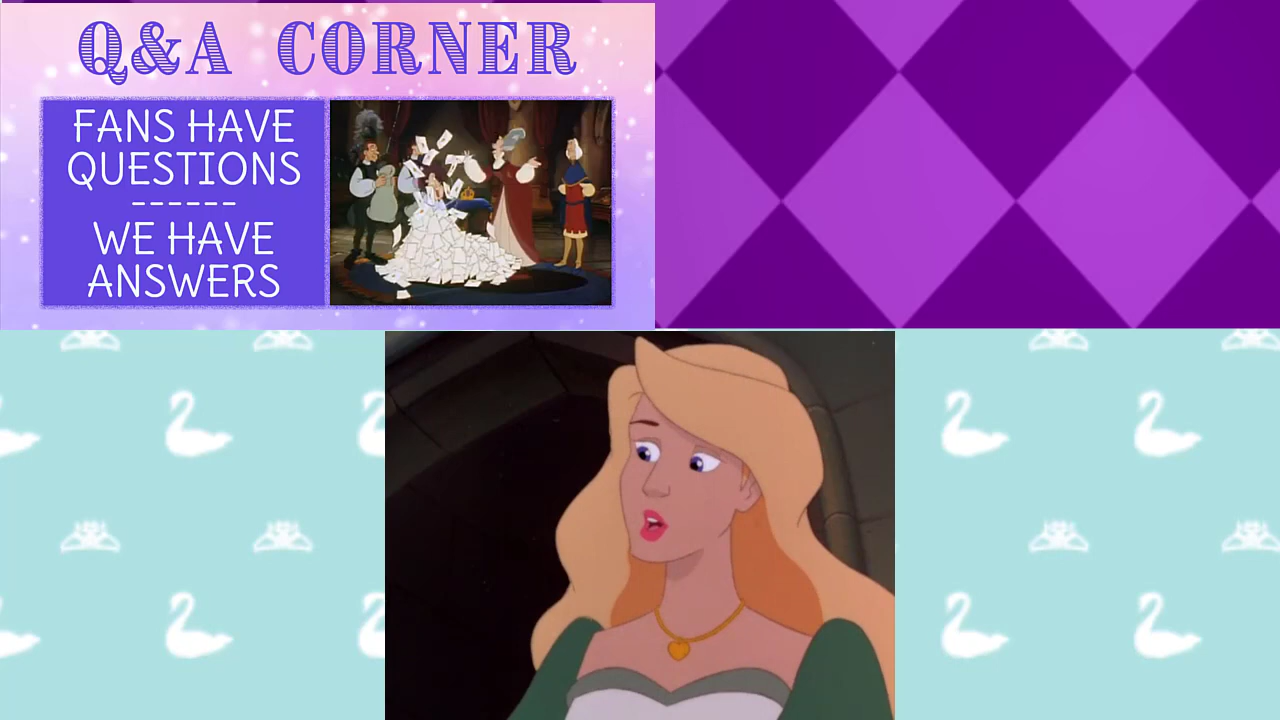 Q&A CORNER
FANS HAVE
QUESTIONS
------
WE HAVE
ANSWERS